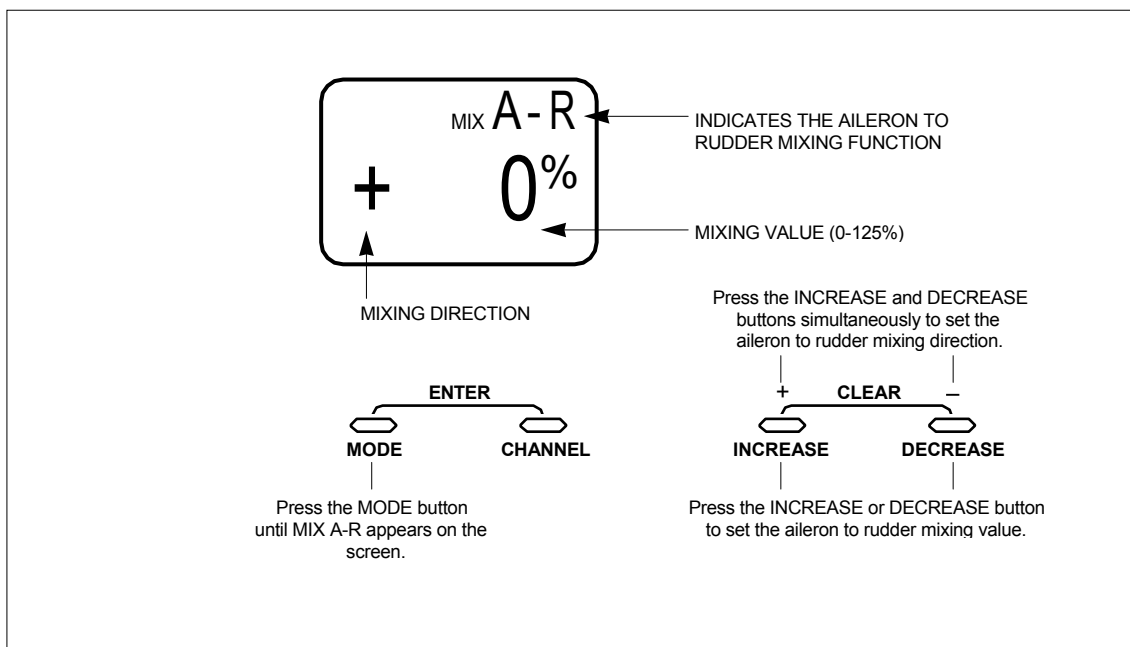 MIX A - R
+ 0%
INDICATES THE AILERON TO
RUDDER MIXING FUNCTION
MIXING VALUE (0-125%)
MIXING DIRECTION
Press the INCREASE and DECREASE
buttons simultaneously to set the
aileron to rudder mixing direction.
ENTER
MODE CHANNEL
Press the MODE button
until MIX A-R appears on the
screen.
+ CLEAR –
INCREASE DECREASE
Press the INCREASE or DECREASE button
to set the aileron to rudder mixing value.